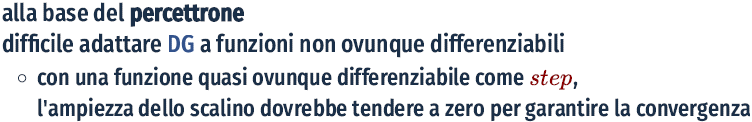 alla base del percettrone
difficile adattare DG a funzioni non ovunque differenziabili
◦ con una funzione quasi ovunque differenziabile come step,
l'ampiezza dello scalino dovrebbe tendere a zero per garantire la convergenza